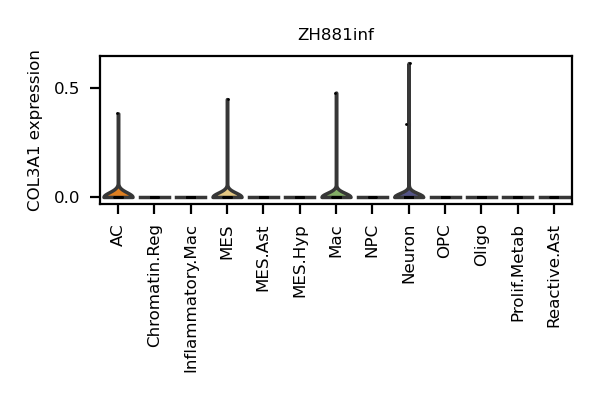 ZH881inf
COL3A1 expression
0.5
0.0
AC
Chromatin.Reg
Inflammatory.Mac
MES
MES.Ast
MES.Hyp
Mac
NPC
Neuron
OPC
Oligo
Prolif.Metab
Reactive.Ast